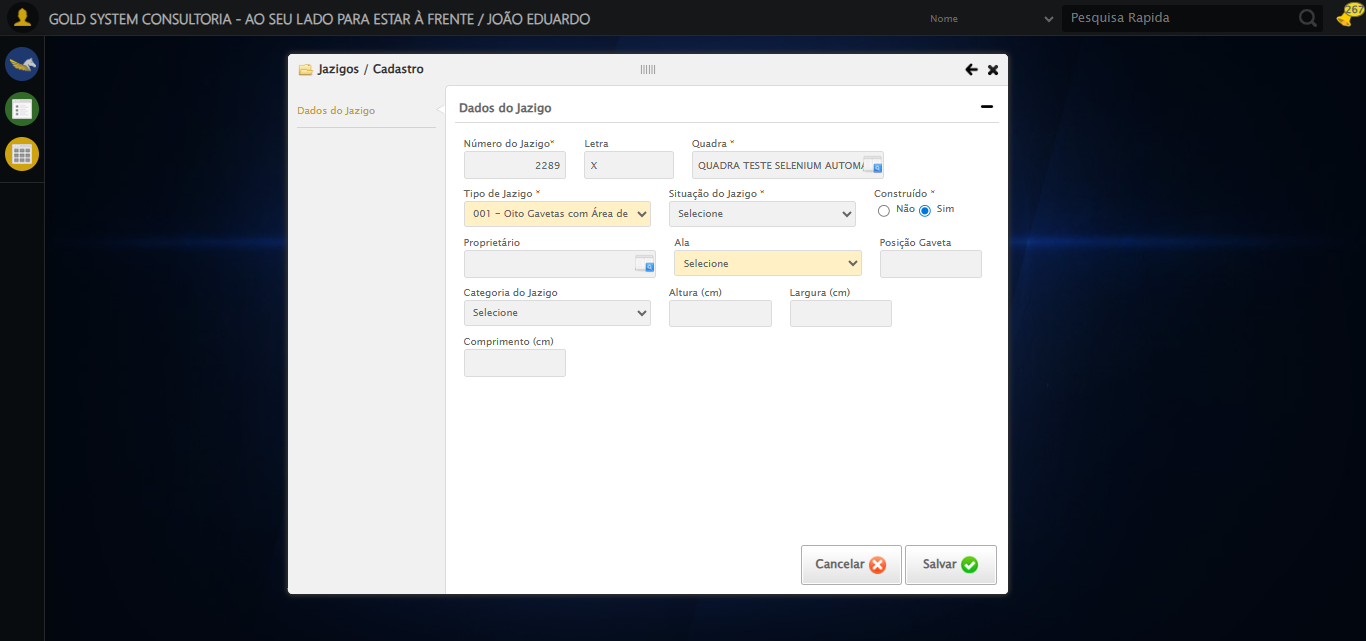 GOLD SYSTEM CONSULTORIA - AO SEU LADO PARA ESTAR À FRENTE / JOÃO EDUARDO
Nome
Pesquisa Rapida
267
Jazigos / Cadastro
Dados do Jazigo
Dados do Jazigo
Número do Jazigo* Letra Quadra *
2289 X QUADRA TESTE SELENIUM AUTOMA
Tipo de Jazigo * Situação do Jazigo * Construído *
001 - Oito Gavetas com Área de Selecione Não Sim
Proprietário Ala Posição Gaveta
Selecione
Categoria do Jazigo Altura (cm) Largura (cm)
Selecione
Comprimento (cm)
Cancelar Salvar